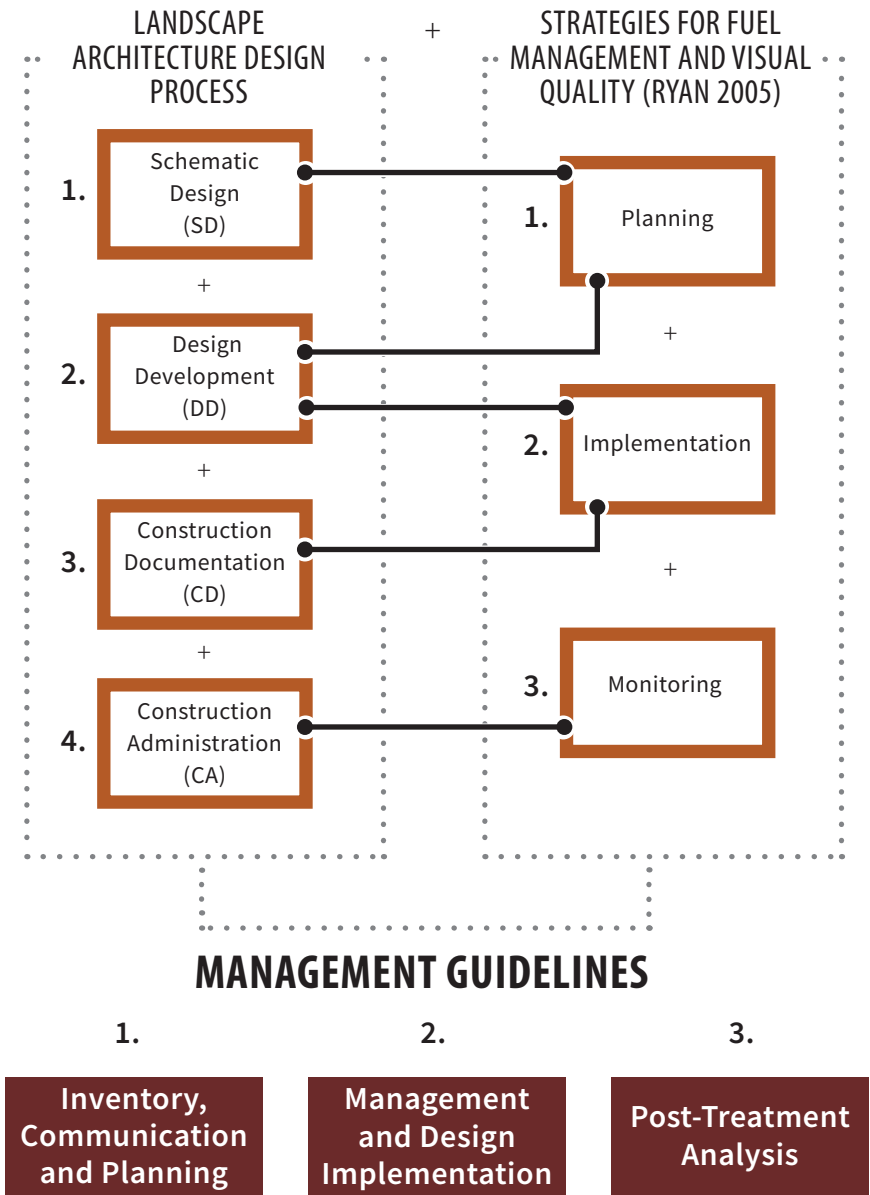 LANDSCAPE
ARCHITECTURE DESIGN
PROCESS
+
STRATEGIES FOR FUEL
MANAGEMENT AND VISUAL
QUALITY (RYAN 2005)
1.
Schematic
Design
(SD)
+
2.
Design
Development
(DD)
+
3.
Construction
Documentation
(CD)
+
4.
Construction
Administration
(CA)
1.
Planning
+
2.
Implementation
+
3.
Monitoring
MANAGEMENT GUIDELINES
1.
Inventory,
Communication
and Planning
2.
Management
and Design
Implementation
3.
Post-Treatment
Analysis